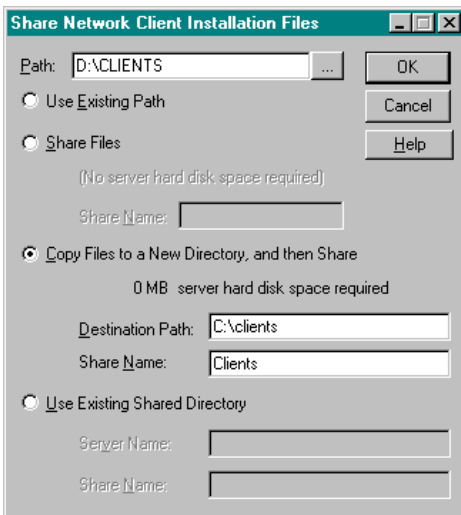 Share Network Client Installation Files
Path: D:\CLIENTS ... OK
Use Existing Path Cancel
Share Files Help
(No server hard disk space required)
Share Name:
Copy Files to a New Directory, and then Share
0 MB server hard disk space required
Destination Path: C:\clients
Share Name: Clients
Use Existing Shared Directory
Server Name:
Share Name: